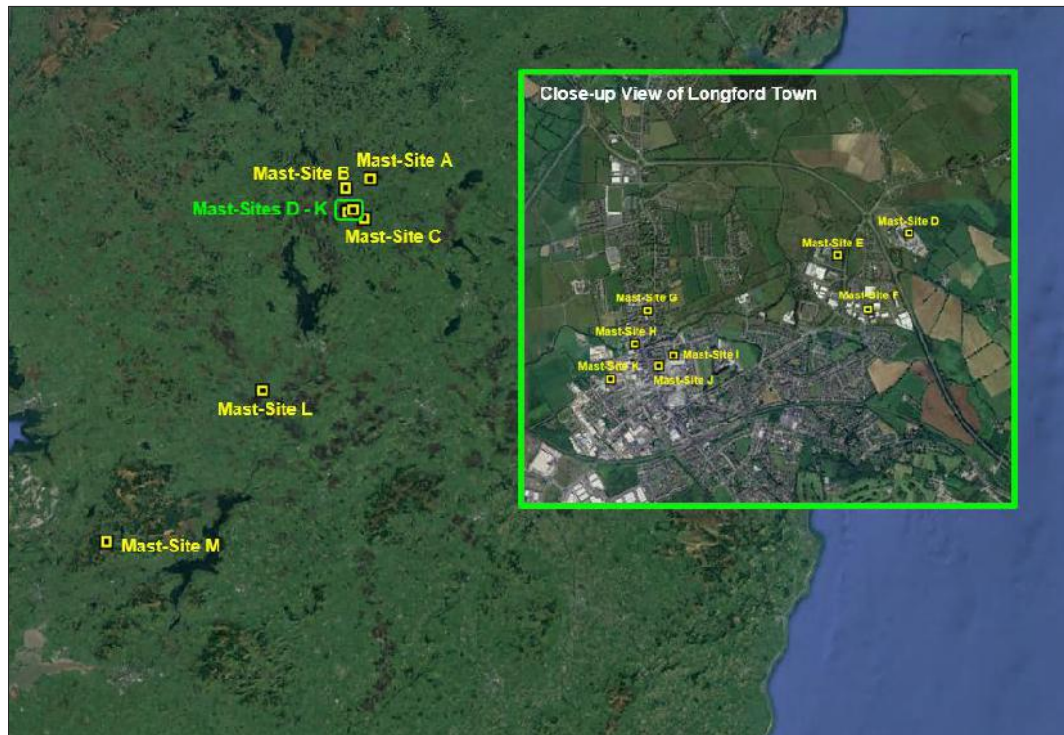 Close-up View of Longford Town
Mast-Site A
Mast-Site B
Mast-Sites D - K
Mast-Site C
Mast-Site D
Mast-Site E
Mast-Site F
Mast-Site G
Mast-Site H
Mast-Site I
Mast-Site K
Mast-Site J
Mast-Site L
Mast-Site M